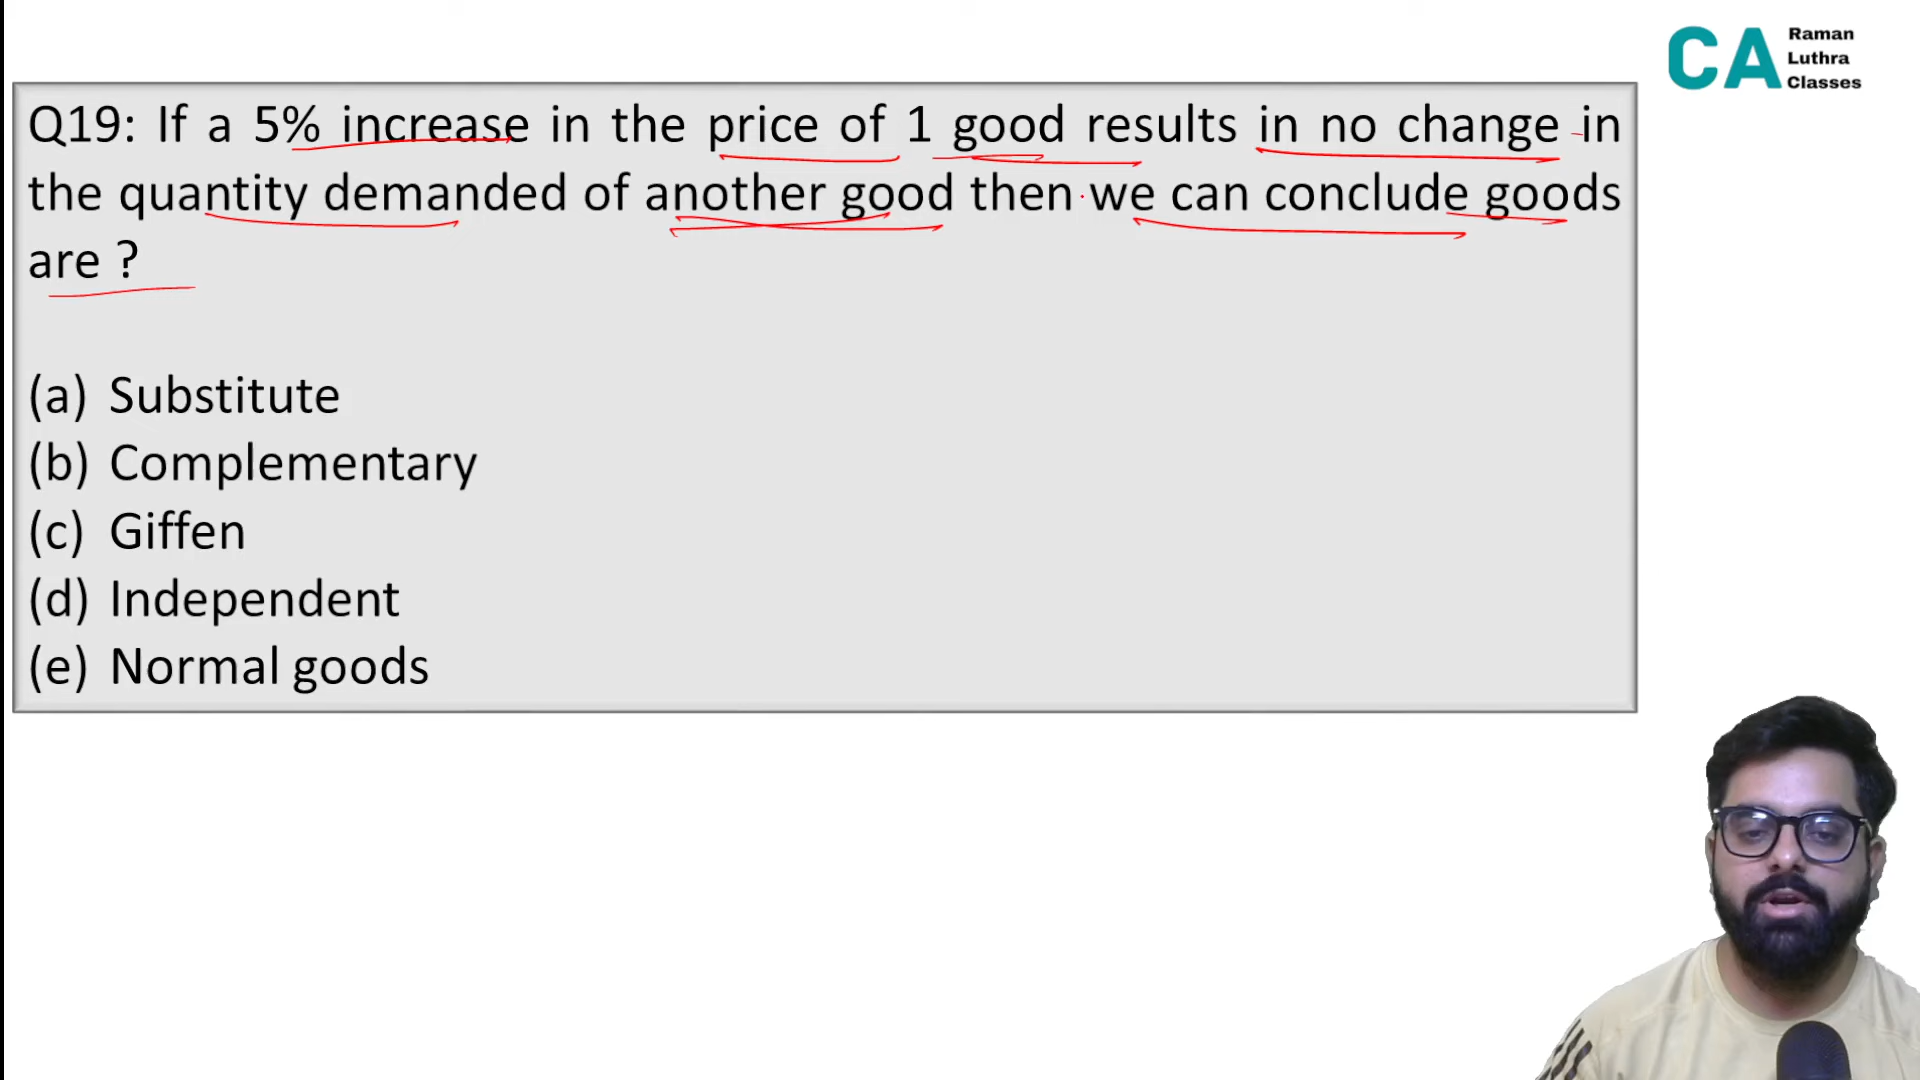 CA Raman
Luthra
Classes
Q19: If a 5% increase in the price of 1 good results in no change in
the quantity demanded of another good then we can conclude goods
are ?
(a) Substitute
(b) Complementary
(c) Giffen
(d) Independent
(e) Normal goods